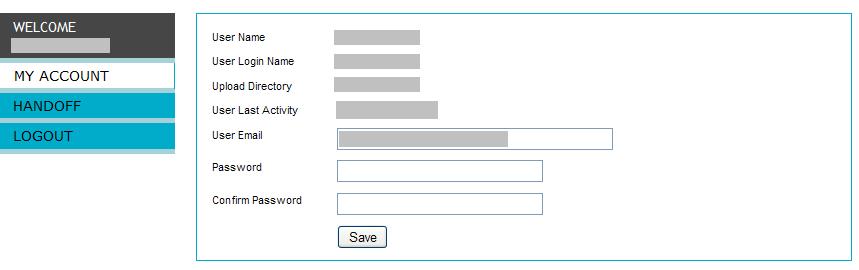 WELCOME
MY ACCOUNT
HANDOFF
LOGOUT
User Name
User Login Name
Upload Directory
User Last Activity
User Email
Password
Confirm Password
Save